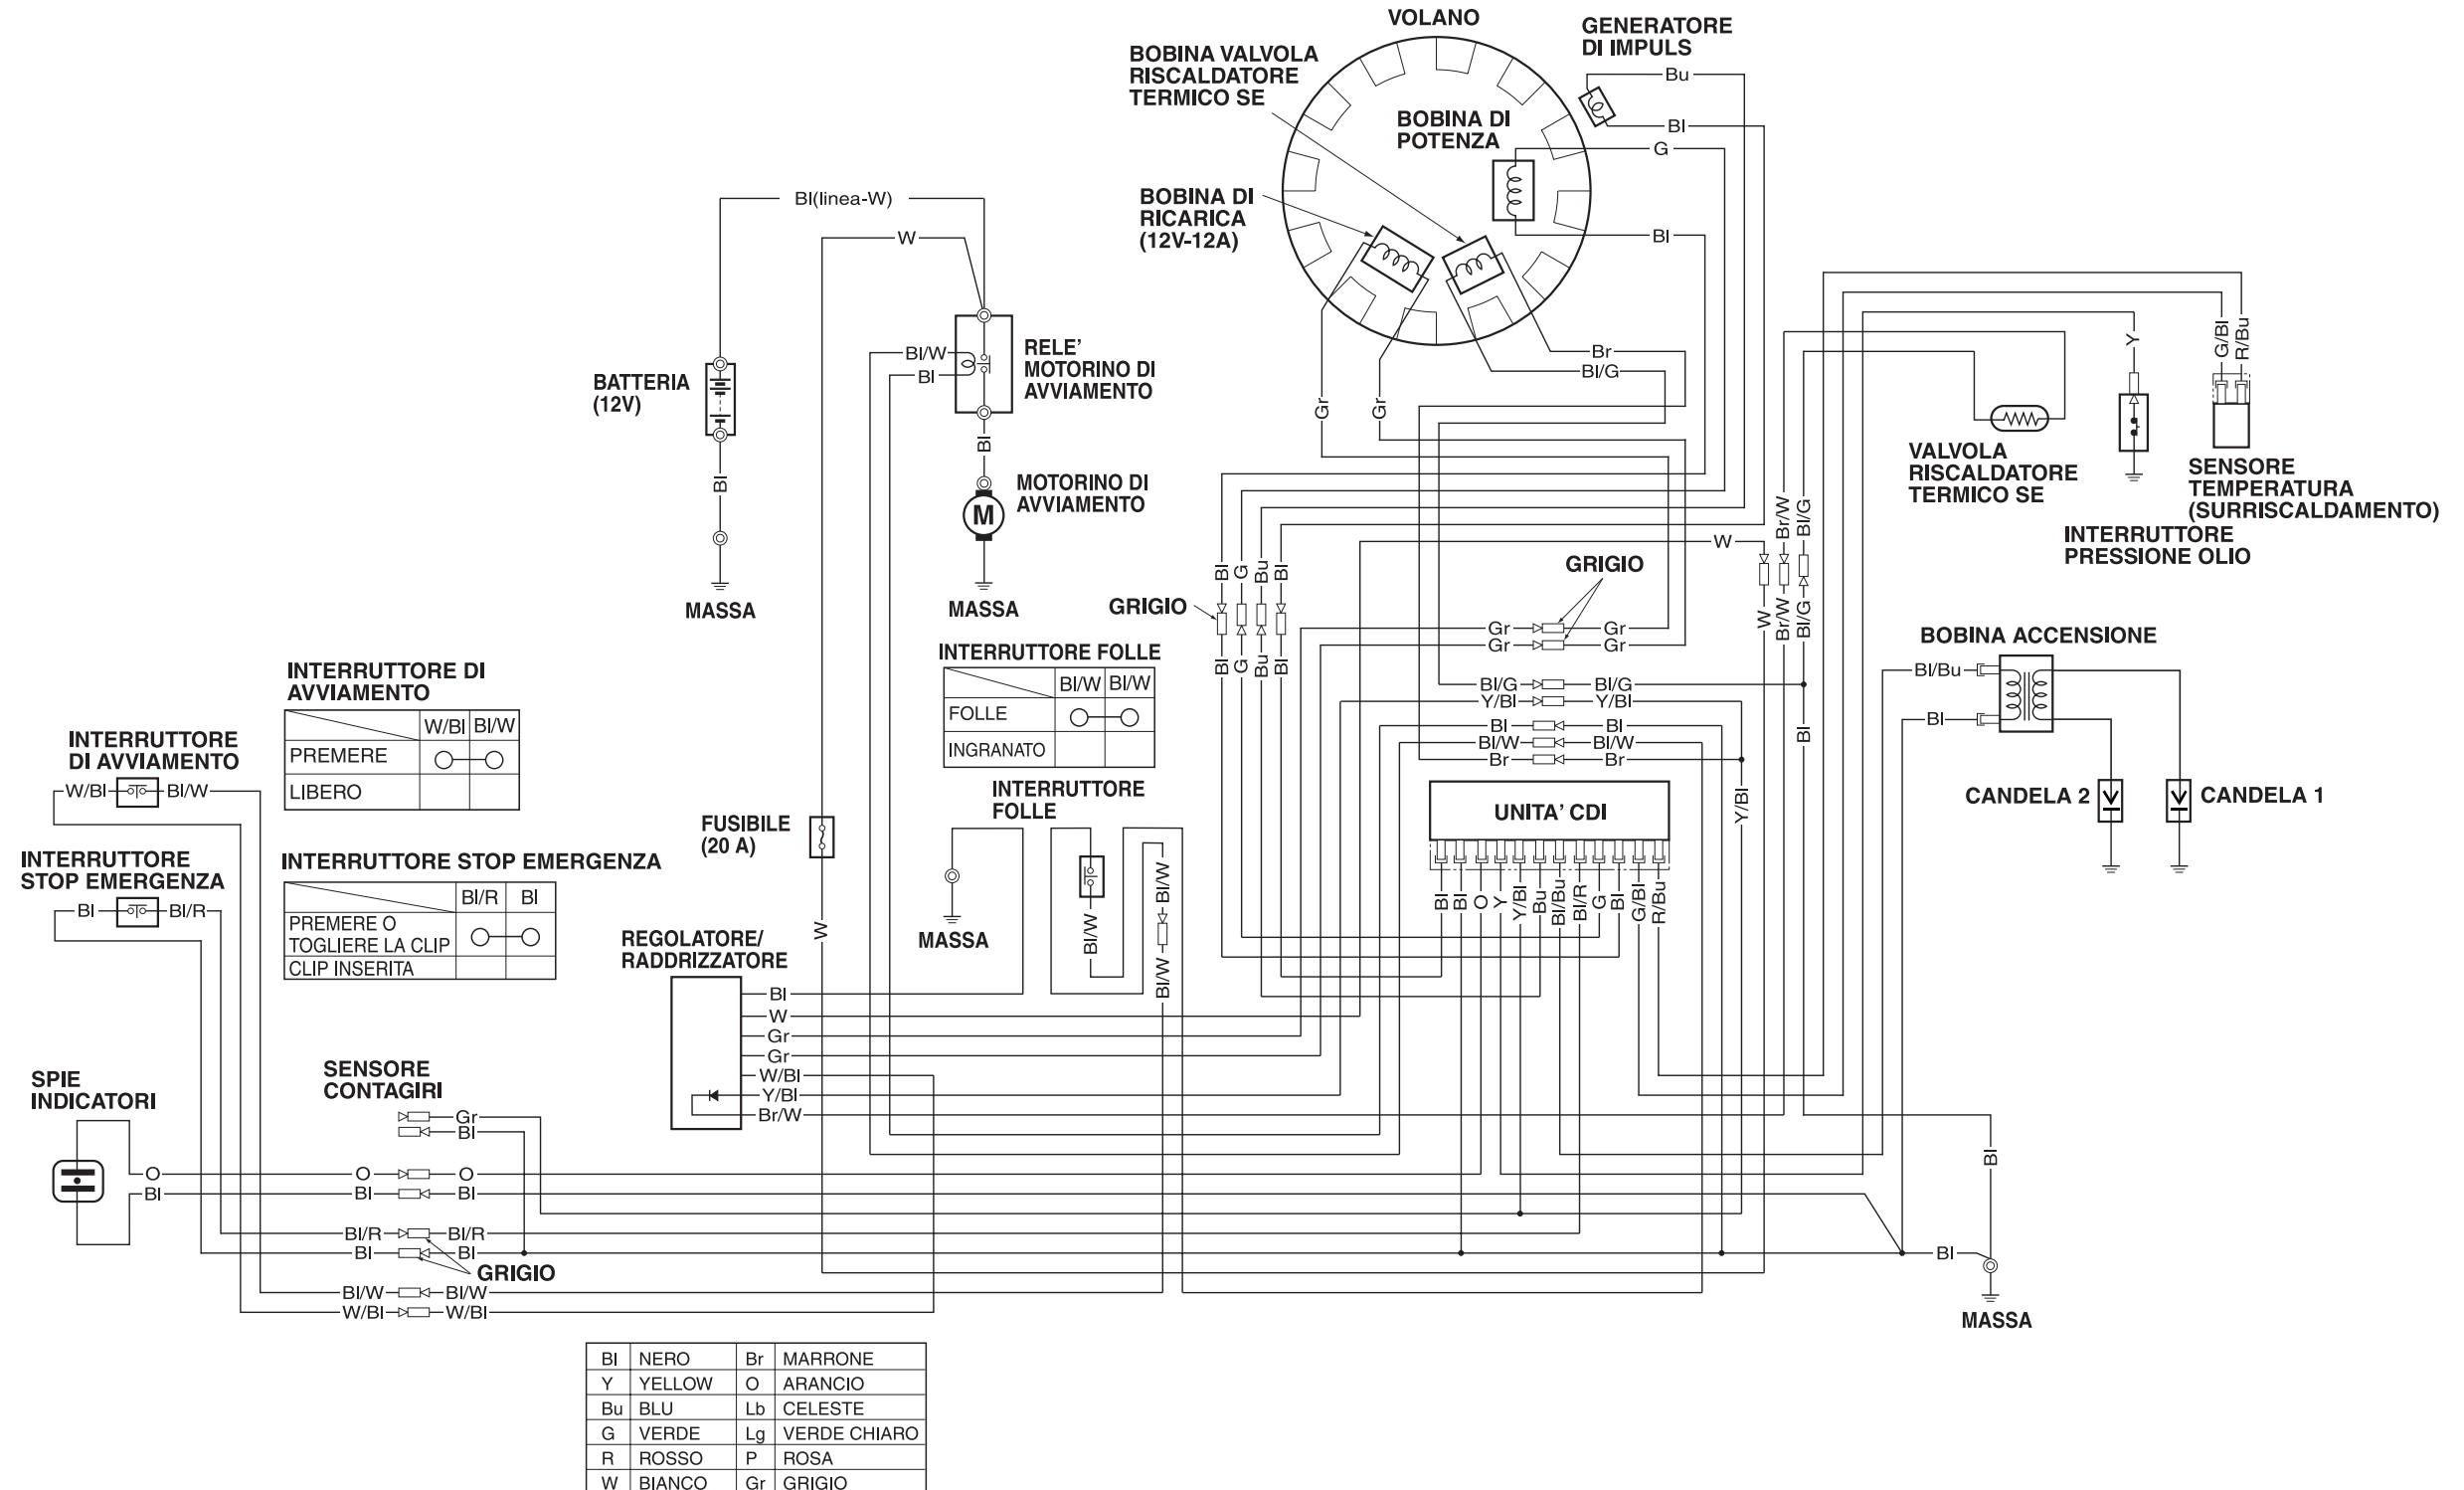 VOLANO
GENERATORE
DI IMPULS
BOBINA VALVOLA
RISCALDATORE
TERMICO SE
Bu
BOBINA DI
POTENZA
Bl
G
BOBINA DI
RICARICA
(12V-12A)
Bl
Bl(linea-W)
W
BATTERIA
(12V)
Bl/W
Bl
RELE'
MOTORINO DI
AVVIAMENTO
Br
Bl/G
Gr
Gr
Y
G/Bl
R/Bu
Bl
Bl
MOTORINO DI
AVVIAMENTO
M
MASSA
MASSA
VALVOLA
RISCALDATORE
TERMICO SE
INTERRUTTORE
PRESSIONE OLIO
SENSORE
TEMPERATURA
(SURRISCALDAMENTO)
W
Br/W
Bl/G
W
Br/W
Bl/G
Bl
G
Bu
Bl
GRIGIO
Bl
G
Bu
Bl
GRIGIO
Gr
Gr
Gr
Gr
Bl/G
Bl/G
Y/Bl
Y/Bl
Bl
Bl
Bl/W
Bl/W
Br
Br
Bl
Y/Bl
BOBINA ACCENSIONE
Bl/Bu
Bl
CANDELA 2
CANDELA 1
INTERRUTTORE DI
AVVIAMENTO
W/Bl
Bl/W
PREMERE
LIBERO
INTERRUTTORE
DI AVVIAMENTO
W/Bl
Bl/W
INTERRUTTORE FOLLE
Bl/W
Bl/W
FOLLE
INGRANATO
INTERRUTTORE
FOLLE
FUSIBILE
(20 A)
UNITA' CDI
Bl
Bl
O
Y
Y/Bl
Bu
Bl/Bu
Bl/R
G
Bl
G/Bl
R/Bu
INTERRUTTORE
STOP EMERGENZA
Bl
Bl/R
INTERRUTTORE STOP EMERGENZA
Bl/R
Bl
PREMERE O
TOGLIERE LA CLIP
CLIP INSERITA
W
MASSA
Bl/W
Bl/W
Bl/W
REGOLATORE/
RADDRIZZATORE
Bl
W
Gr
Gr
W/Bl
Y/Bl
Br/W
SPIE
INDICATORI
SENSORE
CONTAGIRI
Gr
Bl
O
O
O
Bl
Bl
Bl
Bl/R
Bl/R
Bl
Bl
GRIGIO
Bl/W
Bl/W
W/Bl
W/Bl
Bl
Bl
MASSA
Bl NERO Br MARRONE
Y YELLOW O ARANCIO
Bu BLU Lb CELESTE
G VERDE Lg VERDE CHIARO
R ROSSO P ROSA
W BIANCO Gr GRIGIO